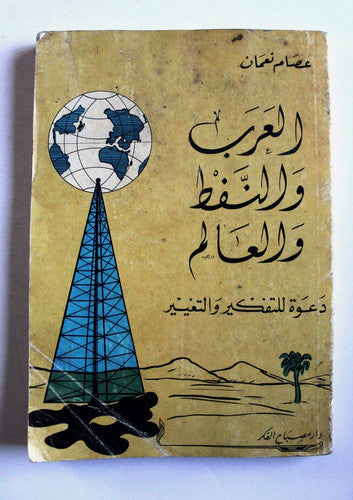 عصام نعمان
العرب
والنفط
والعالم
دعوة للتفكير والتغيير
دار مصباح الفكر